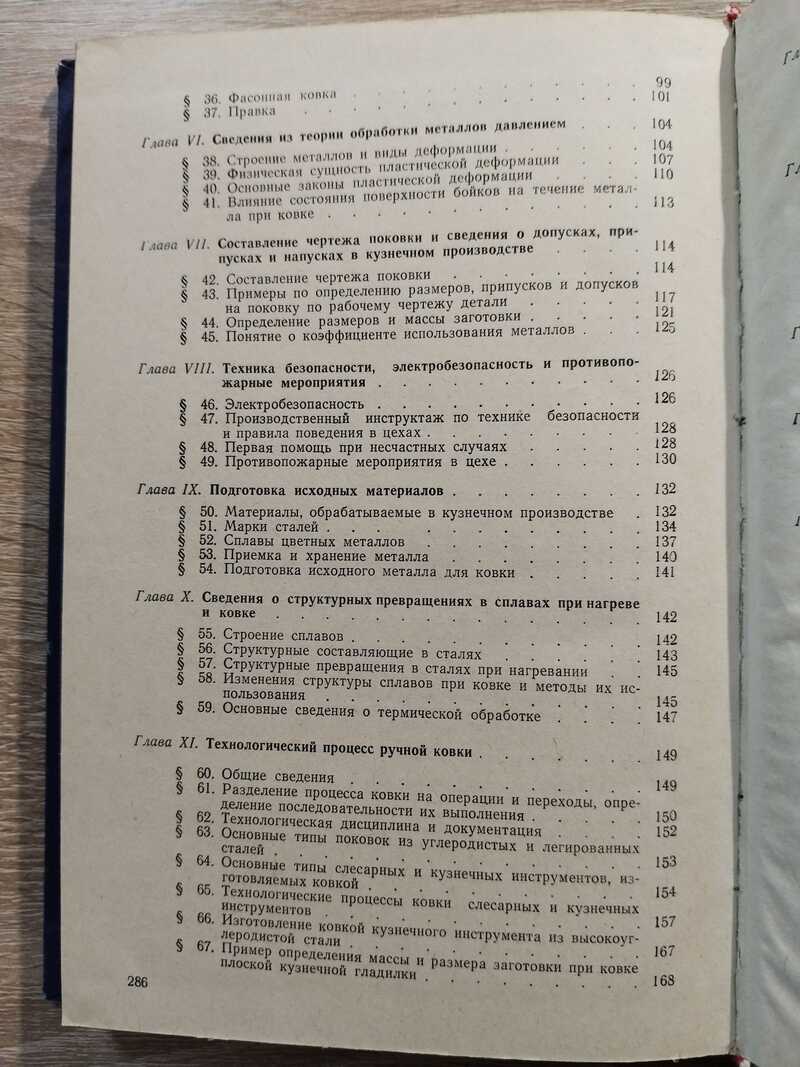 § 36. Фасонная ковка . . . . . . . . . 99
§ 37. Правка . . . . . . . . . . 101
Глава VI. Сведения из теории обработки металлов давлением . . . 104
§ 38. Строение металлов и виды деформации . . . . . 104
§ 39. Физическая сущность пластической деформации . . . 107
§ 40. Основные законы пластической деформации . . . . 110
§ 41. Влияние состояния поверхности бойков на течение метал-
ла при ковке . . . . . . . . . . . . . 113
Глава VII. Составление чертежа поковки и сведения о допусках, при-
пусках и напусках в кузнечном производстве . . . . 114
§ 42. Составление чертежа поковки . . . . . . . . 114
§ 43. Примеры по определению размеров, припусков и допусков
на поковку по рабочему чертежу детали . . . . . 117
§ 44. Определение размеров и массы заготовки . . . . . 121
§ 45. Понятие о коэффициенте использования металлов . . . 125
Глава VIII. Техника безопасности, электробезопасность и противопо-
жарные мероприятия . . . . . . . . . . . 126
§ 46. Электробезопасность . . . . . . . . . . . 126
§ 47. Производственный инструктаж по технике безопасности
и правила поведения в цехах . . . . . . . . . 128
§ 48. Первая помощь при несчастных случаях . . . . . 128
§ 49. Противопожарные мероприятия в цехе . . . . . . 130
Глава IX. Подготовка исходных материалов . . . . . . . . 132
§ 50. Материалы, обрабатываемые в кузнечном производстве . 132
§ 51. Марки сталей . . . . . . . . . . . . 134
§ 52. Сплавы цветных металлов . . . . . . . . . 137
§ 53. Приемка и хранение металла . . . . . . . . 140
§ 54. Подготовка исходного металла для ковки . . . . . 141
Глава X. Сведения о структурных превращениях в сплавах при нагреве
и ковке . . . . . . . . . . . . . . . 142
§ 55. Строение сплавов . . . . . . . . . . . . 142
§ 56. Структурные составляющие в сталях . . . . . . 143
§ 57. Структурные превращения в сталях при нагревании . . 145
§ 58. Изменения структуры сплавов при ковке и методы их ис-
пользования . . . . . . . . . . . . . 145
§ 59. Основные сведения о термической обработке . . . . 147
Глава XI. Технологический процесс ручной ковки . . . . . . . 149
§ 60. Общие сведения . . . . . . . . . . . . 149
§ 61. Разделение процесса ковки на операции и переходы, опре-
деление последовательности их выполнения . . . . . 150
§ 62. Технологическая дисциплина и документация . . . . 152
§ 63. Основные типы поковок из углеродистых и легированных
сталей . . . . . . . . . . . . . . . 153
§ 64. Основные типы слесарных и кузнечных инструментов, из-
готовляемых ковкой . . . . . . . . . . . 154
§ 65. Технологические процессы ковки слесарных и кузнечных
инструментов . . . . . . . . . . . . . 157
§ 66. Изготовление ковкой кузнечного инструмента из высокоуг-
леродистой стали . . . . . . . . . . . . 167
§ 67. Пример определения массы и размера заготовки при ковке
плоской кузнечной гладилки . . . . . . . . . 168
286